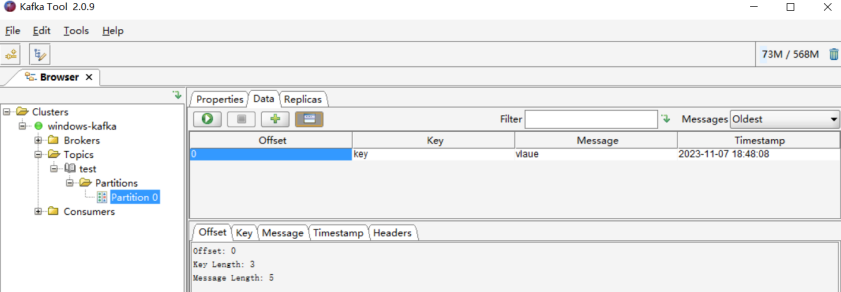 Kafka Tool 2.0.9
File Edit Tools Help
73M / 568M
Browser
Clusters
windows-kafka
Brokers
Topics
test
Partitions
Partition 0
Consumers
Properties Data Replicas
Filter Messages Oldest
Offset Key Message Timestamp
0 key vlaue 2023-11-07 18:48:08
Offset Key Message Timestamp Headers
Offset: 0
Key Length: 3
Message Length: 5